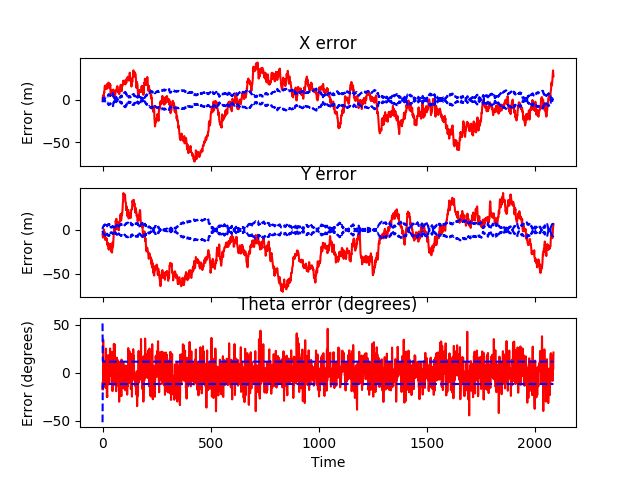 X error
Error (m)
0
−50
Y error
Error (m)
0
−50
Theta error (degrees)
Error (degrees)
50
0
−50
0
500
1000
1500
2000
Time